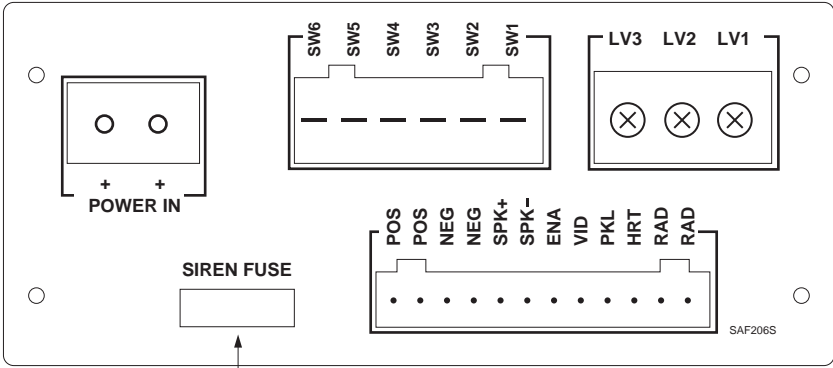 SW6 SW5 SW4 SW3 SW2 SW1
LV3 LV2 LV1
+ +
POWER IN
POS POS NEG NEG SPK+ SPK− ENA VID PKL HRT RAD RAD
SIREN FUSE
SAF206S